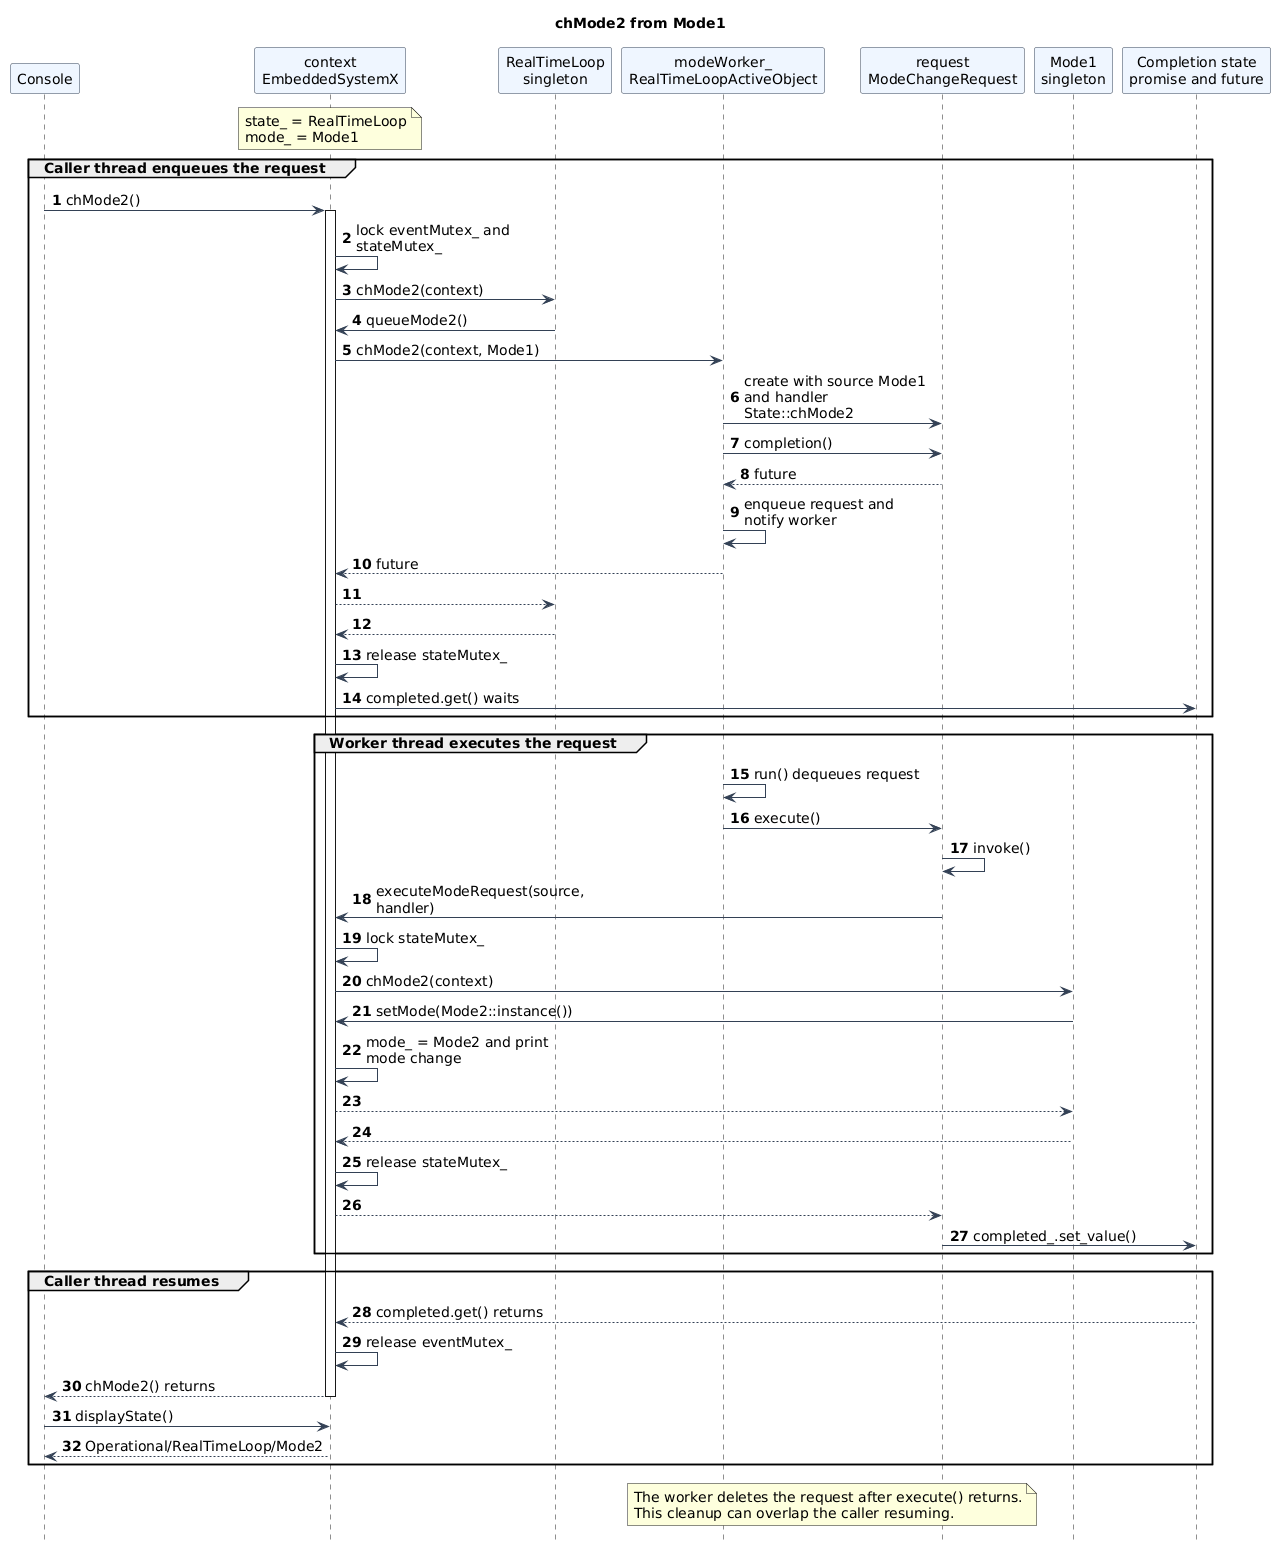 chMode2 from Mode1
Console
context
EmbeddedSystemX
RealTimeLoop
singleton
modeWorker_
RealTimeLoopActiveObject
request
ModeChangeRequest
Mode1
singleton
Completion state
promise and future
state_ = RealTimeLoop
mode_ = Mode1
Caller thread enqueues the request
1 chMode2()
2 lock eventMutex_ and
stateMutex_
3 chMode2(context)
4 queueMode2()
5 chMode2(context, Mode1)
6 create with source Mode1
and handler
State::chMode2
7 completion()
8 future
9 enqueue request and
notify worker
10 future
11
12
13 release stateMutex_
14 completed.get() waits
Worker thread executes the request
15 run() dequeues request
16 execute()
17 invoke()
18 executeModeRequest(source,
handler)
19 lock stateMutex_
20 chMode2(context)
21 setMode(Mode2::instance())
22 mode_ = Mode2 and print
mode change
23
24
25 release stateMutex_
26
27 completed_.set_value()
Caller thread resumes
28 completed.get() returns
29 release eventMutex_
30 chMode2() returns
31 displayState()
32 Operational/RealTimeLoop/Mode2
The worker deletes the request after execute() returns.
This cleanup can overlap the caller resuming.